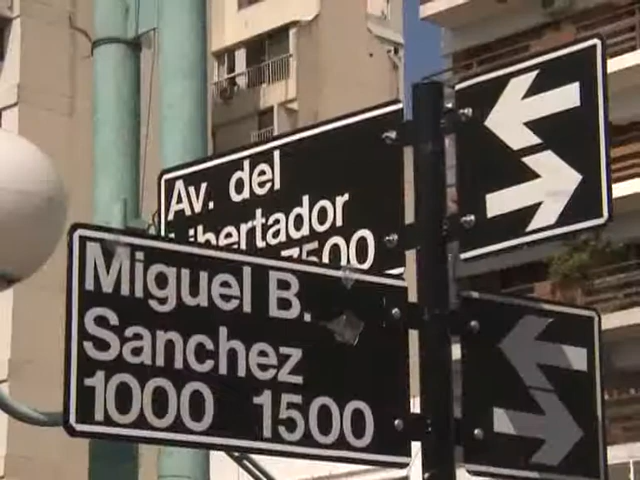 Av. del
Libertador
7500
Miguel B.
Sanchez
1000 1500